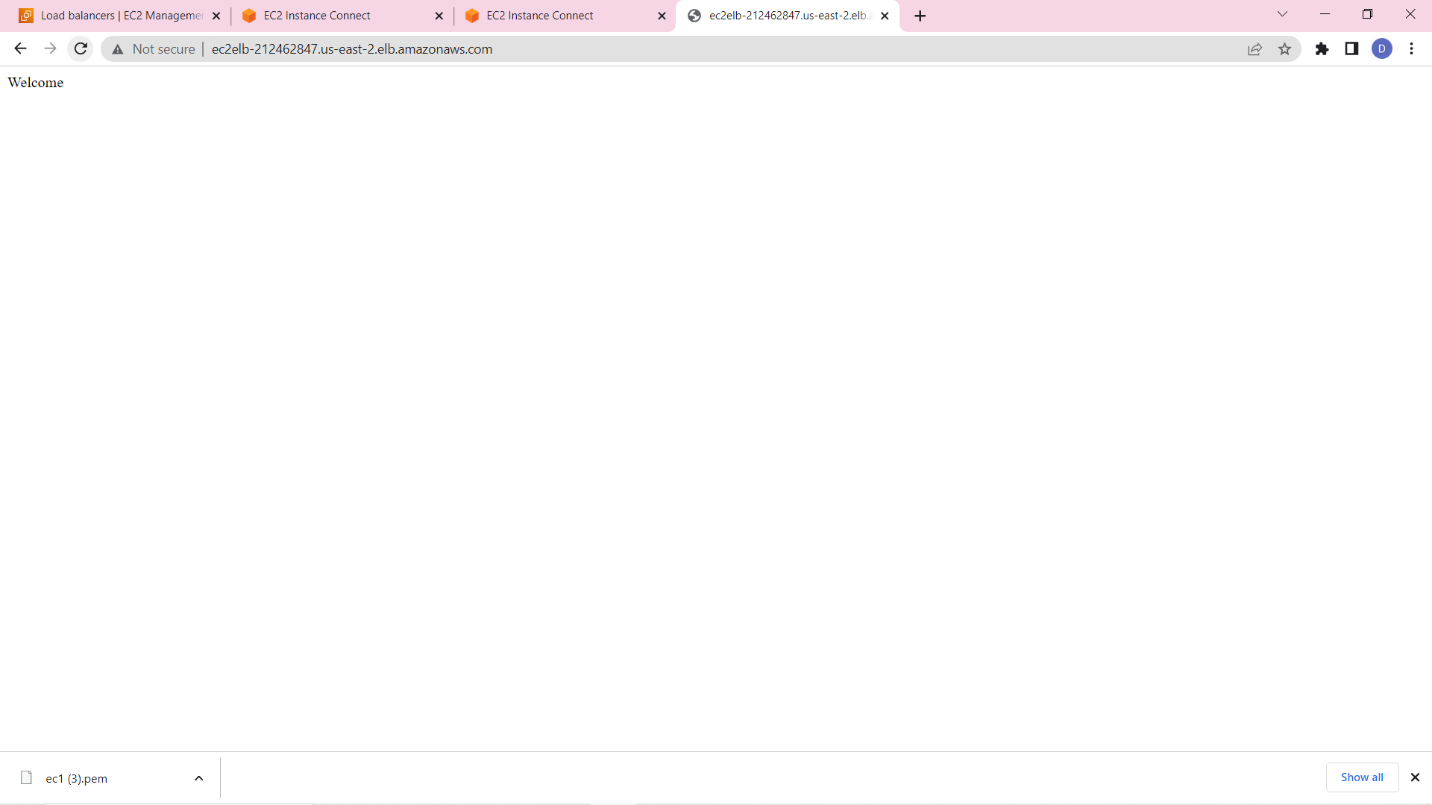 Load balancers | EC2 Manageme
EC2 Instance Connect
EC2 Instance Connect
ec2elb-212462847.us-east-2.elb.
Not secure | ec2elb-212462847.us-east-2.elb.amazonaws.com
D
Welcome
ec1 (3).pem
Show all